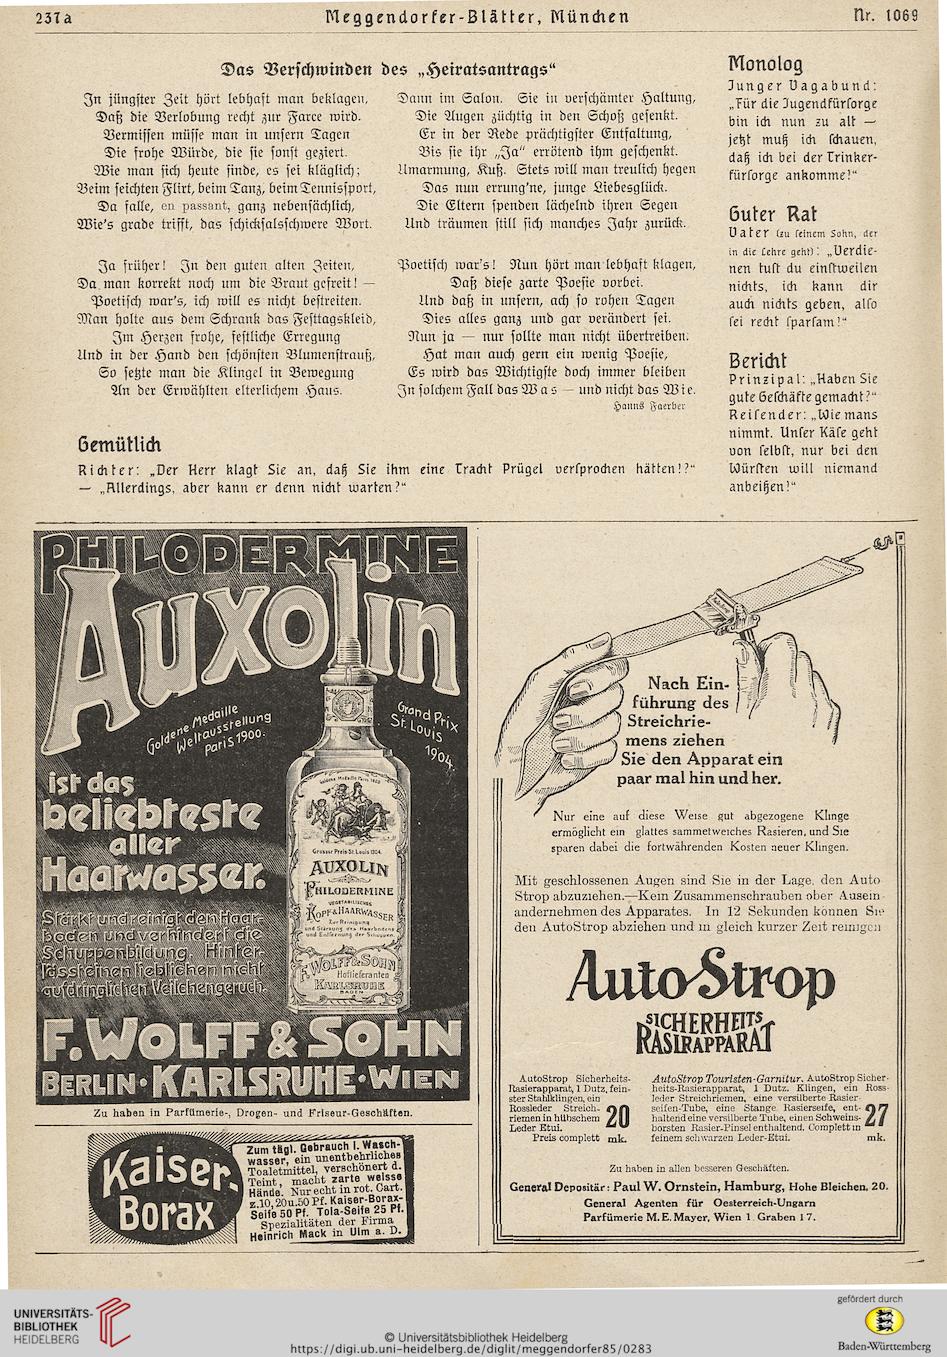 237a
Meggendorfer-Blätter, München
Nr. 1069
Das Verschwinden des „Heiratsantrags“
In jüngster Zeit hört lebhaft man beklagen,
Daß die Verlobung recht zur Farce wird.
Vermissen müsse man in unsern Tagen
Die frohe Würde, die sie sonst geziert.
Wie man sich heute finde, es sei kläglich;
Beim seichten Flirt, beim Tanz, beim Tennissport,
Da falle, en passant, ganz nebensächlich,
Wie's grade trifft, das schicksalsschwere Wort.
Ja früher! In den guten alten Zeiten,
Da man korrekt noch um die Braut gefreit! —
Poetisch war's, ich will es nicht bestreiten.
Man holte aus dem Schrank das Festtagskleid,
Im Herzen frohe, festliche Erregung
Und in der Hand den schönsten Blumenstrauß,
So setzte man die Klingel in Bewegung
An der Erwählten elterlichem Haus.
Dann im Salon. Sie in verschämter Haltung,
Die Augen züchtig in den Schoß gesenkt.
Er in der Rede prächtigster Entfaltung,
Bis sie ihr „Ja“ errötend ihm geschenkt.
Umarmung, Kuß. Stets will man treulich hegen
Das nun errung'ne, junge Liebesglück.
Die Eltern spenden lächelnd ihren Segen
Und träumen still sich manches Jahr zurück.
Poetisch war's! Nun hört man lebhaft klagen,
Daß diese zarte Poesie vorbei.
Und daß in unsern, ach so rohen Tagen
Dies alles ganz und gar verändert sei.
Nun ja — nur sollte man nicht übertreiben.
Hat man auch gern ein wenig Poesie,
Es wird das Wichtigste doch immer bleiben
In solchem Fall das Was — und nicht das Wie.
Hanns Faerber
Gemütlich
Richter: „Der Herr klagt Sie an, daß Sie ihm eine Tracht Prügel versprochen hätten!?“
— „Allerdings, aber kann er denn nicht warten?“
Monolog
Junger Vagabund:
„Für die Jugendfürsorge
bin ich nun zu alt —
jetzt muß ich schauen,
daß ich bei der Trinker-
fürsorge ankomme!“
Guter Rat
Vater (zu seinem Sohn, der
in die Lehre geht): „Verdie-
nen tust du einstweilen
nichts, ich kann dir
auch nichts geben, also
sei recht sparsam!“
Bericht
Prinzipal: „Haben Sie
gute Geschäfte gemacht?“
Reisender: „Wie mans
nimmt. Unser Käse geht
von selbst, nur bei den
Würsten will niemand
anbeißen!“
PHILODERMINE
Auxolin
Goldene Medaille
Weltausstellung
Paris 1900.
Grand Prix
St. Louis
1904.
ist das
beliebteste
aller
Haarwasser.
Stärkt und reinigt den Haar-
boden und verhindert die
Schuppenbildung. Hinter-
lässt einen lieblichen nicht
aufdringlichen Veilchengeruch.
Goldene Medaille Paris 1900
Grosser Preis St. Louis 1904.
AUXOLIN
PHILODERMINE
VEGETABILISCHES
KOPF & HAARWASSER
Zur Reinigung
und Stärkung des Haarbodens
und Entfernung der Schuppen.
F. WOLFF & SOHN
Hoflieferanten
KARLSRUHE
BADEN
F. WOLFF & SOHN
BERLIN · KARLSRUHE · WIEN
Zu haben in Parfümerie-, Drogen- und Friseur-Geschäften.
Kaiser-
Borax
Zum tägl. Gebrauch i. Wasch-
wasser, ein unentbehrliches
Toaletmittel, verschönert d.
Teint, macht zarte weisse
Hände. Nur echt in rot. Cart.
z.10, 20 u. 50 Pf. Kaiser-Borax-
Seife 50 Pf. Tola-Seife 25 Pf.
Spezialitäten der Firma
Heinrich Mack in Ulm a. D.
Nach Ein-
führung des
Streichrie-
mens ziehen
Sie den Apparat ein
paar mal hin und her.
Nur eine auf diese Weise gut abgezogene Klinge
ermöglicht ein glattes sammetweiches Rasieren, und Sie
sparen dabei die fortwährenden Kosten neuer Klingen.
Mit geschlossenen Augen sind Sie in der Lage, den Auto
Strop abzuziehen.—Kein Zusammenschrauben ober Ausein-
andernehmen des Apparates. In 12 Sekunden können Sie
den AutoStrop abziehen und in gleich kurzer Zeit reinigen
AutoStrop
SICHERHEITS
RASIRAPPARAT
AutoStrop Sicherheits-
Rasierapparat, 1 Dutz. fein-
ster Stahlklingen, ein
Rossleder Streich-
riemen in hübschem
Leder Etui.
Preis complett
20
mk.
AutoStrop Touristen-Garnitur. AutoStrop Sicher-
heits-Rasierapparat, 1 Dutz. Klingen, ein Ross-
leder Streichriemen, eine versilberte Rasier-
seifen-Tube, eine Stange Rasierseife, ent-
haltend eine versilberte Tube, einen Schweins-
borsten Rasier-Pinsel enthaltend. Complett in
feinem schwarzen Leder-Etui.
27
mk.
Zu haben in allen besseren Geschäften.
General Depositär: Paul W. Ornstein, Hamburg, Hohe Bleichen, 20.
General Agenten für Oesterreich-Ungarn
Parfümerie M. E. Mayer, Wien 1 Graben 17.
UNIVERSITÄTS-
BIBLIOTHEK
HEIDELBERG
© Universitätsbibliothek Heidelberg
https://digi.ub.uni-heidelberg.de/diglit/meggendorfer85/0283
gefördert durch
Baden-Württemberg